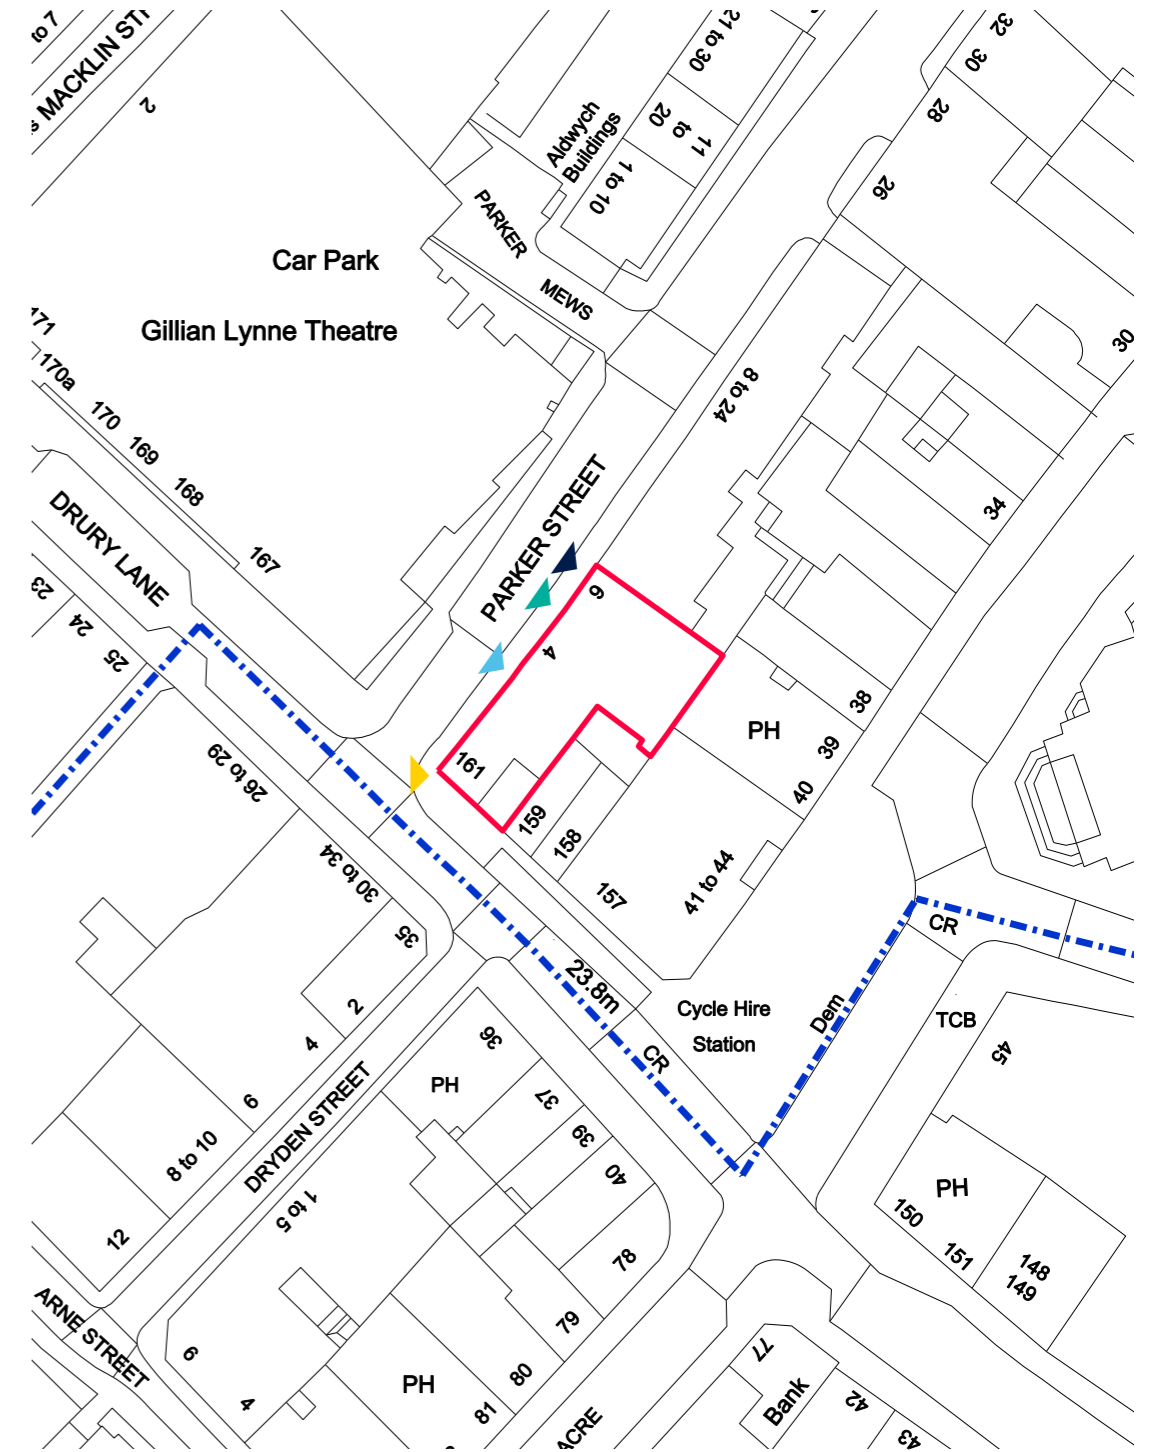 to 7
MACKLIN ST
2
21 to 30
32
30
28
Aldwych
Buildings
20
to
11
1 to 10
26
PARKER
MEWS
Car Park
Gillian Lynne Theatre
171
170a
170
169
168
167
30
8 to 24
34
DRURY LANE
PARKER STREET
6
4
161
159
158
157
23
24
25
26 to 29
30 to 34
35
PH
38
39
40
41 to 44
CR
Dem
23.8m
Cycle Hire
Station
CR
TCB
45
2
4
6
8 to 10
12
DRYDEN STREET
36
PH
37
39
40
1 to 5
78
79
80
81
PH
150
151
148
149
PH
ARNE STREET
6
4
77
Bank
42
43
ACRE